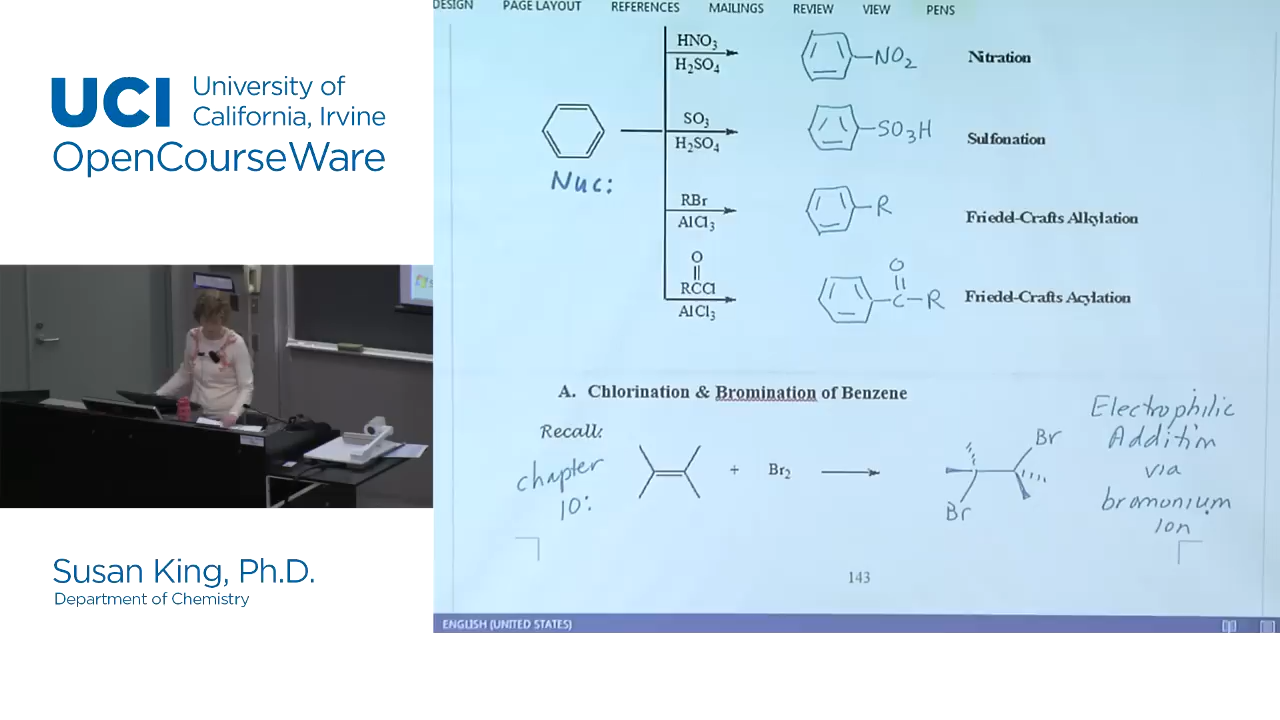 UCI University of
California, Irvine
OpenCourseWare
DESIGN PAGE LAYOUT REFERENCES MAILINGS REVIEW VIEW PENS
HNO3
H2SO4
NO2
Nitration
SO3
H2SO4
SO3H
Sulfonation
Nuc:
RBr
AlCl3
R
Friedel-Crafts Alkylation
O
RCCl
AlCl3
O
C-R
Friedel-Crafts Acylation
A. Chlorination & Bromination of Benzene
Recall:
chapter
10:
+ Br2
Br
Br
Electrophilic
Addition
via
bromonium
Ion
143
ENGLISH (UNITED STATES)
Susan King, Ph.D.
Department of Chemistry